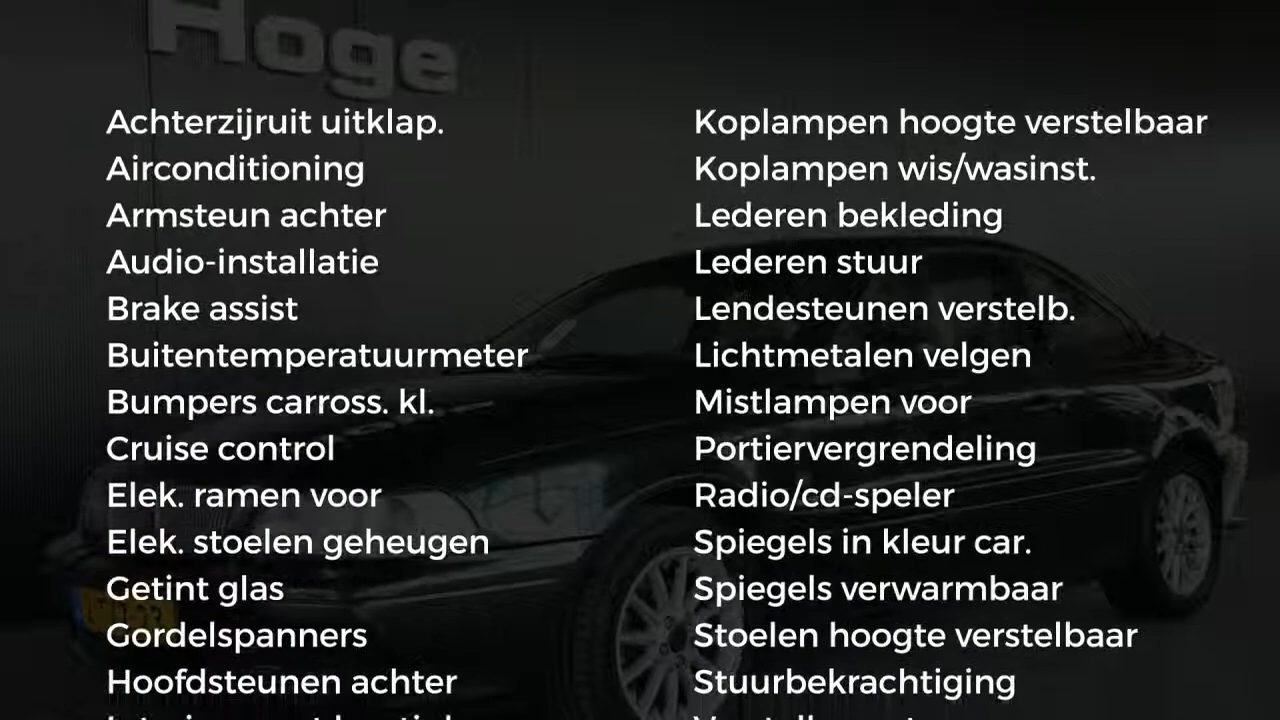 Hoge
Achterzijruit uitklap.
Airconditioning
Armsteun achter
Audio-installatie
Brake assist
Buitentemperatuurmeter
Bumpers carross. kl.
Cruise control
Elek. ramen voor
Elek. stoelen geheugen
Getint glas
Gordelspanners
Hoofdsteunen achter
Koplampen hoogte verstelbaar
Koplampen wis/wasinst.
Lederen bekleding
Lederen stuur
Lendesteunen verstelb.
Lichtmetalen velgen
Mistlampen voor
Portiervergrendeling
Radio/cd-speler
Spiegels in kleur car.
Spiegels verwarmbaar
Stoelen hoogte verstelbaar
Stuurbekrachtiging